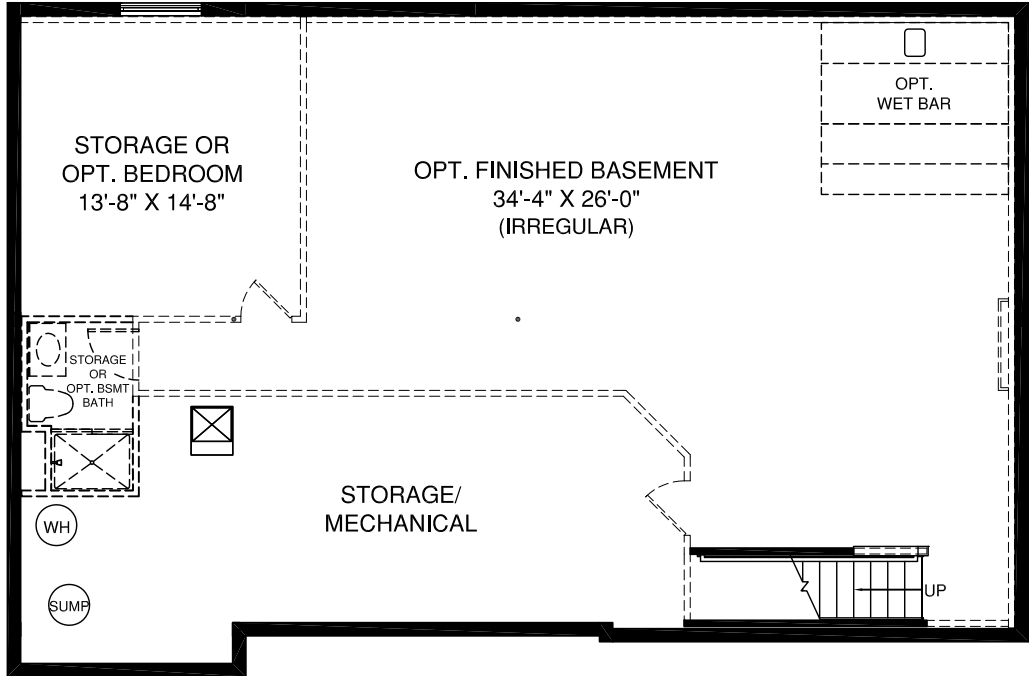 OPT.
WET BAR
STORAGE OR
OPT. BEDROOM
13'-8" X 14'-8"
OPT. FINISHED BASEMENT
34'-4" X 26'-0"
(IRREGULAR)
STORAGE
OR
OPT. BSMT
BATH
STORAGE/
MECHANICAL
WH
SUMP
UP